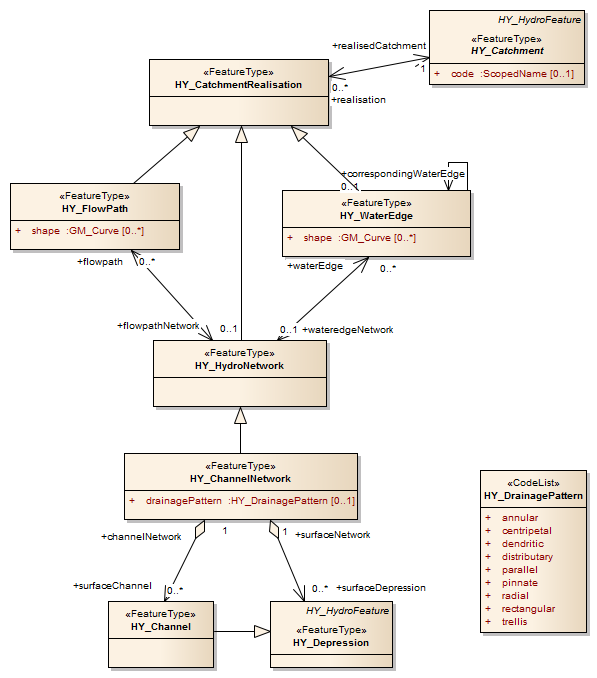 HY_HydroFeature
«FeatureType»
HY_Catchment
+ code :ScopedName [0..1]
+realisedCatchment
1
0..*
+realisation
«FeatureType»
HY_CatchmentRealisation
+correspondingWaterEdge
0..1
«FeatureType»
HY_FlowPath
+ shape :GM_Curve [0..*]
«FeatureType»
HY_WaterEdge
+ shape :GM_Curve [0..*]
+flowpath
0..*
+waterEdge
0..*
+flowpathNetwork
0..1
0..1
+wateredgeNetwork
«FeatureType»
HY_HydroNetwork
«FeatureType»
HY_ChannelNetwork
+ drainagePattern :HY_DrainagePattern [0..1]
+channelNetwork
1
1
+surfaceNetwork
+surfaceChannel
0..*
0..*
+surfaceDepression
«FeatureType»
HY_Channel
HY_HydroFeature
«FeatureType»
HY_Depression
«CodeList»
HY_DrainagePattern
+ annular
+ centripetal
+ dendritic
+ distributary
+ parallel
+ pinnate
+ radial
+ rectangular
+ trellis